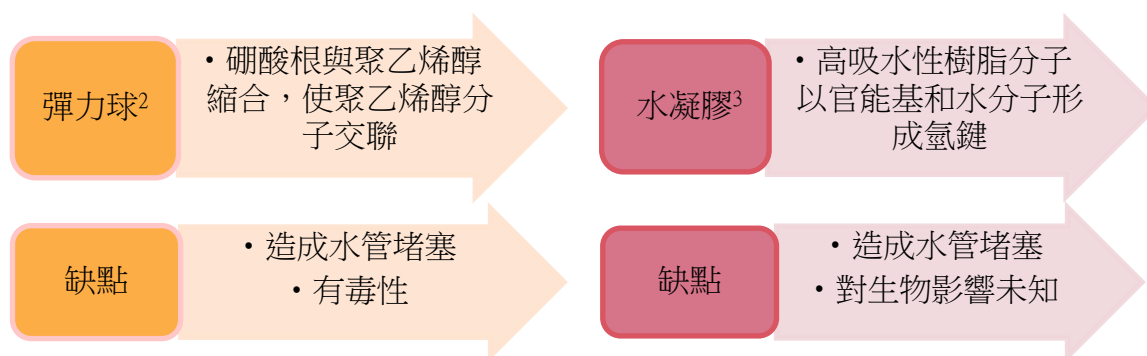 彈力球²
•硼酸根與聚乙烯醇
縮合，使聚乙烯醇分
子交聯
水凝膠³
•高吸水性樹脂分子
以官能基和水分子形
成氫鍵
缺點
•造成水管堵塞
•有毒性
缺點
•造成水管堵塞
•對生物影響未知